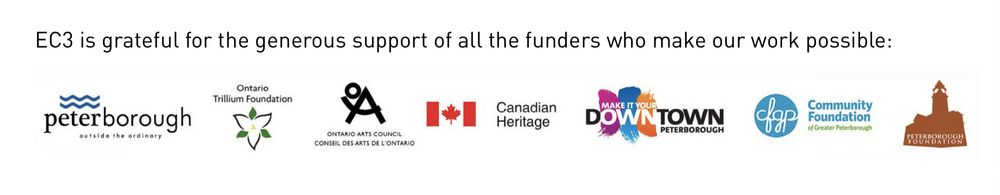 EC3 is grateful for the generous support of all the funders who make our work possible:
peterborough
outside the ordinary
Ontario
Trillium Foundation
ONTARIO ARTS COUNCIL
CONSEIL DES ARTS DE L'ONTARIO
Canadian
Heritage
MAKE IT YOUR
DOWNTOWN
PETERBOROUGH
cfgp
Community
Foundation
of Greater Peterborough
PETERBOROUGH
FOUNDATION